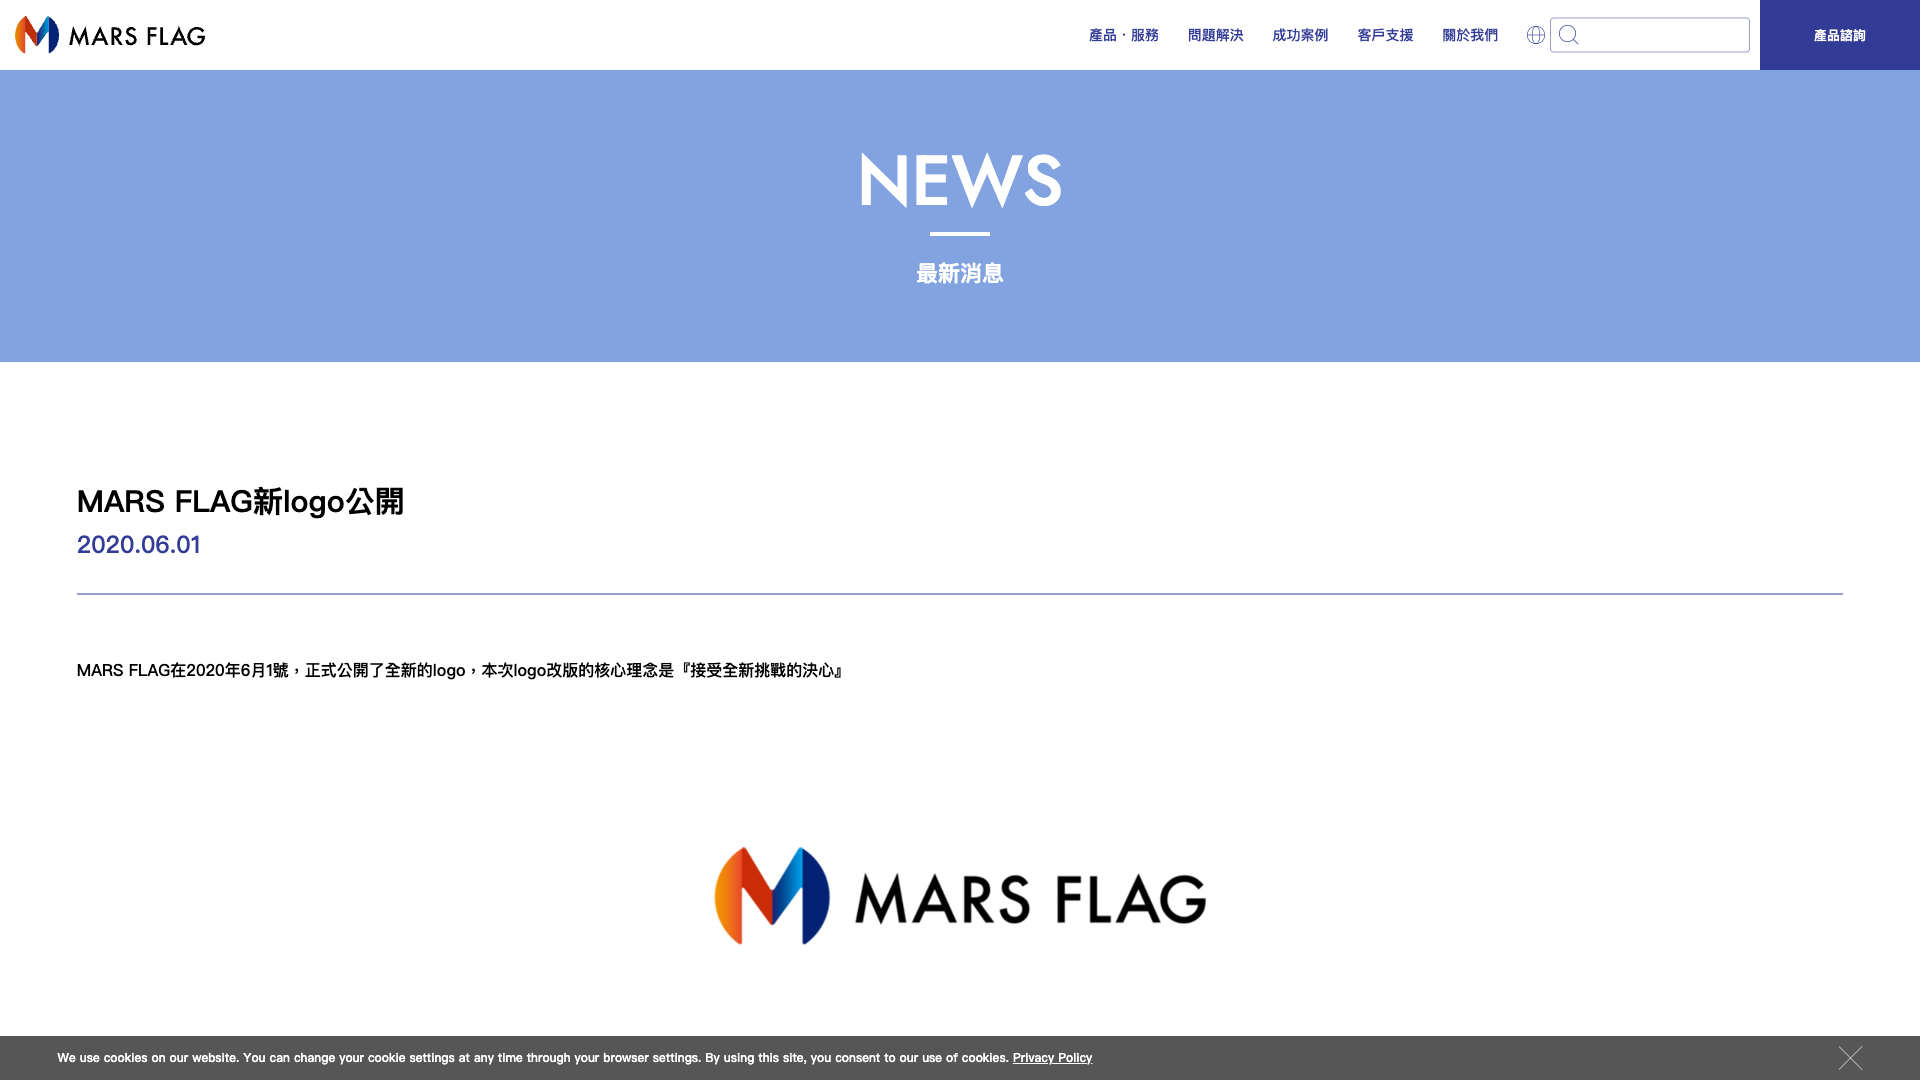 MARS FLAG
產品・服務
問題解決
成功案例
客戶支援
關於我們
產品諮詢
NEWS
最新消息
MARS FLAG新logo公開
2020.06.01
MARS FLAG在2020年6月1號，正式公開了全新的logo，本次logo改版的核心理念是『接受全新挑戰的決心』
MARS FLAG
We use cookies on our website. You can change your cookie settings at any time through your browser settings. By using this site, you consent to our use of cookies. Privacy Policy